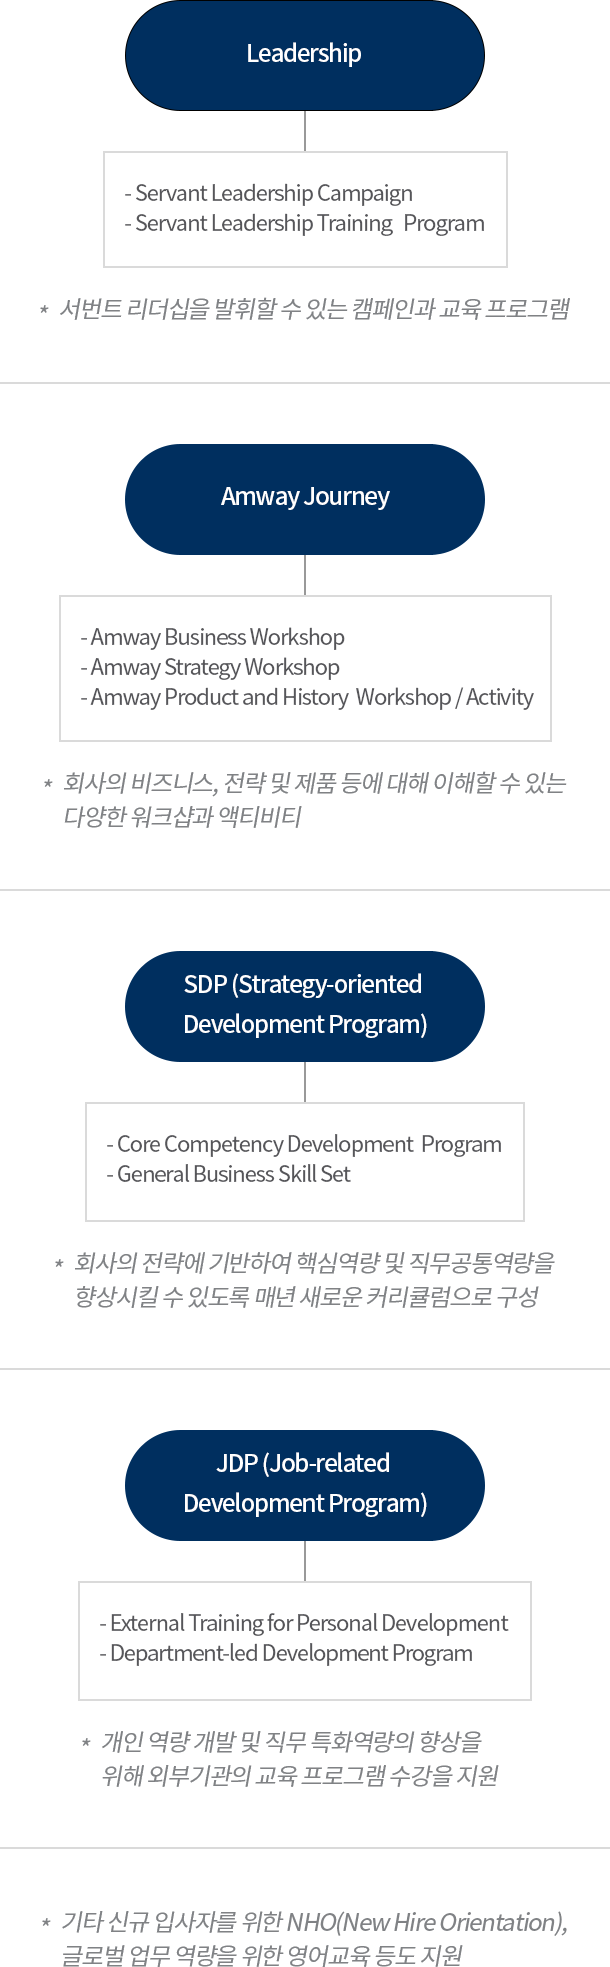 Leadership
- Servant Leadership Campaign
- Servant Leadership Training Program
* 서번트 리더십을 발휘할 수 있는 캠페인과 교육 프로그램
Amway Journey
- Amway Business Workshop
- Amway Strategy Workshop
- Amway Product and History Workshop / Activity
* 회사의 비즈니스, 전략 및 제품 등에 대해 이해할 수 있는
다양한 워크샵과 액티비티
SDP (Strategy-oriented
Development Program)
- Core Competency Development Program
- General Business Skill Set
* 회사의 전략에 기반하여 핵심역량 및 직무공통역량을
향상시킬 수 있도록 매년 새로운 커리큘럼으로 구성
JDP (Job-related
Development Program)
- External Training for Personal Development
- Department-led Development Program
* 개인 역량 개발 및 직무 특화역량의 향상을
위해 외부기관의 교육 프로그램 수강을 지원
* 기타 신규 입사자를 위한 NHO(New Hire Orientation),
글로벌 업무 역량을 위한 영어교육 등도 지원